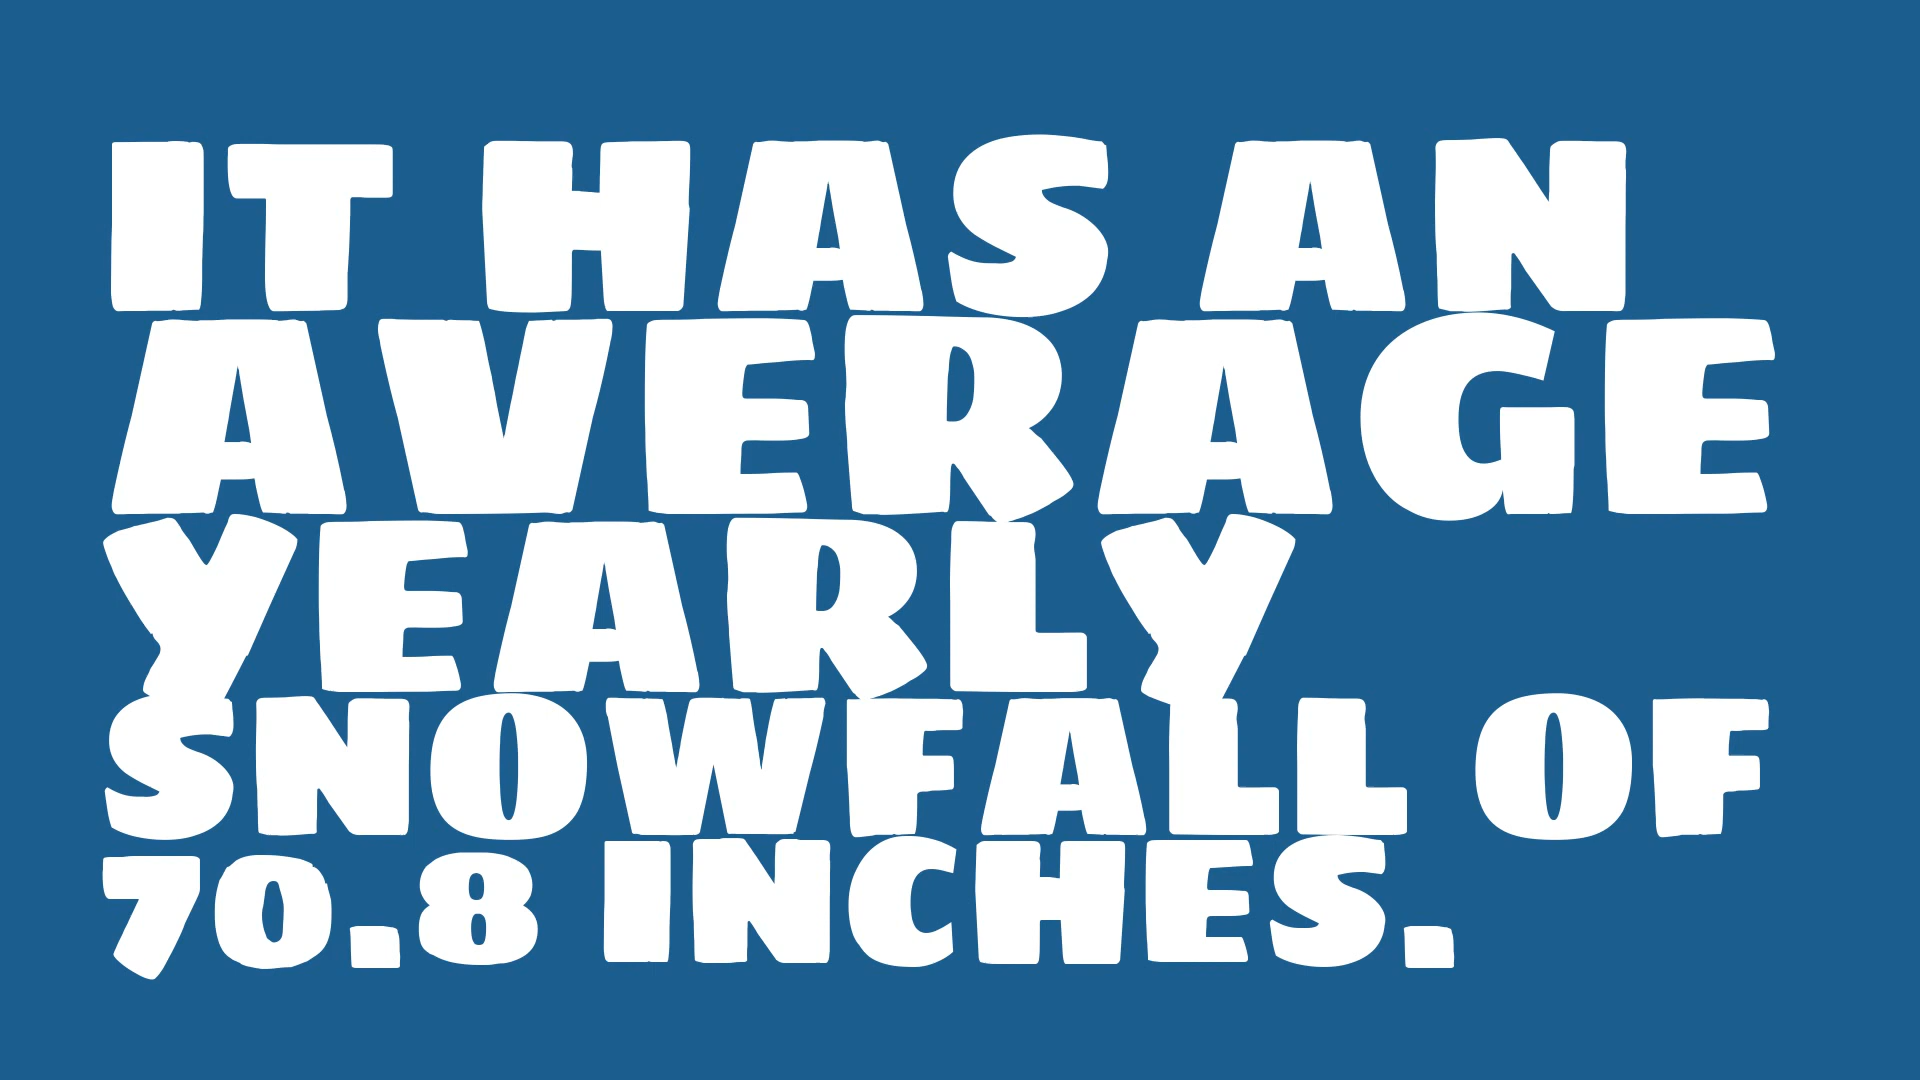 IT HAS AN
AVERAGE
YEARLY
SNOWFALL OF
70.8 INCHES.